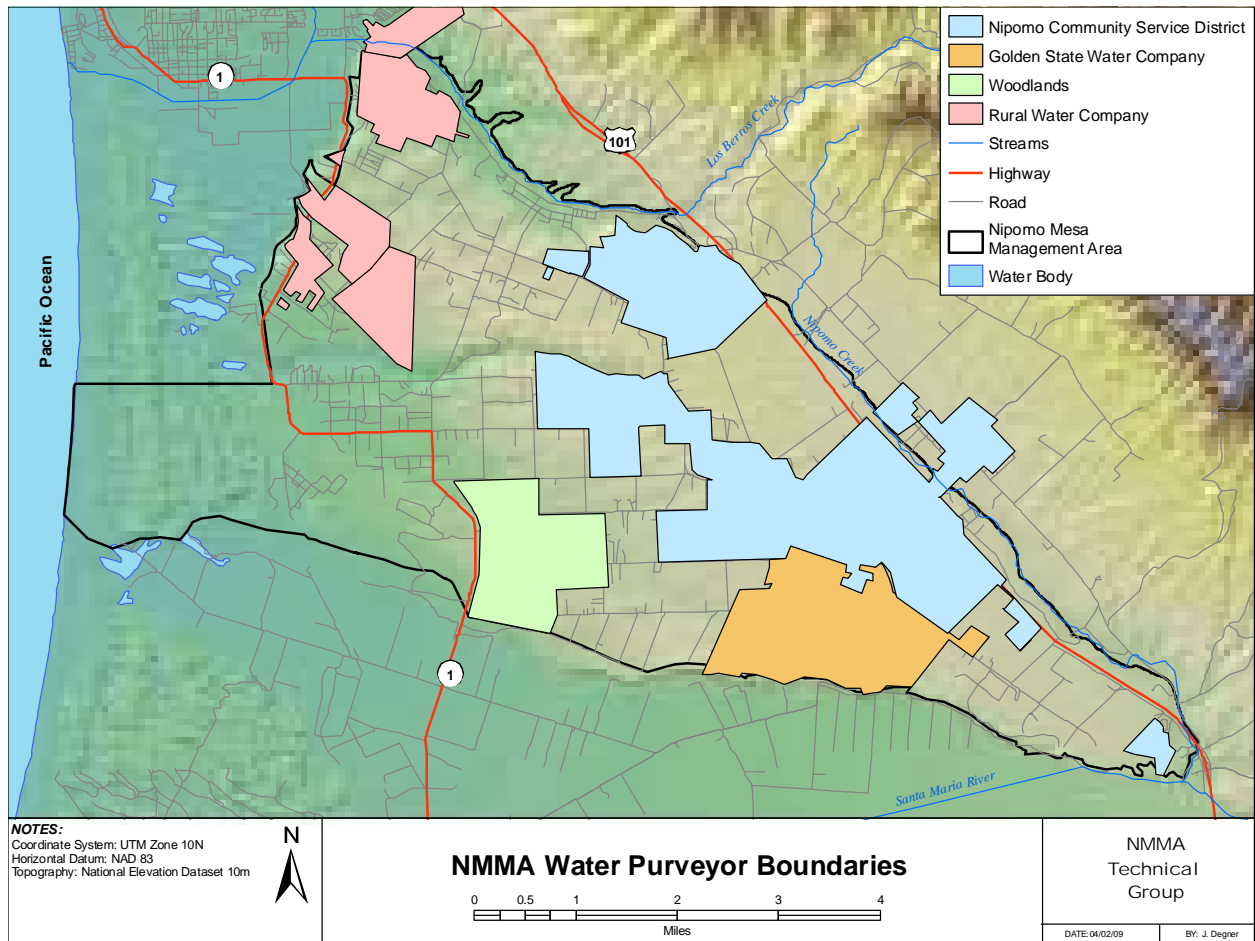 Nipomo Community Service District
Golden State Water Company
Woodlands
Rural Water Company
Streams
Highway
Road
Nipomo Mesa
Management Area
Water Body
1
101
Los Berros Creek
Pacific Ocean
Nipomo Creek
1
Santa Maria River
NOTES:
Coordinate System: UTM Zone 10N
Horizontal Datum: NAD 83
Topography: National Elevation Dataset 10m
N
NMMA Water Purveyor Boundaries
0 0.5 1 2 3 4
Miles
NMMA
Technical
Group
DATE: 04/02/09
BY: J. Degner